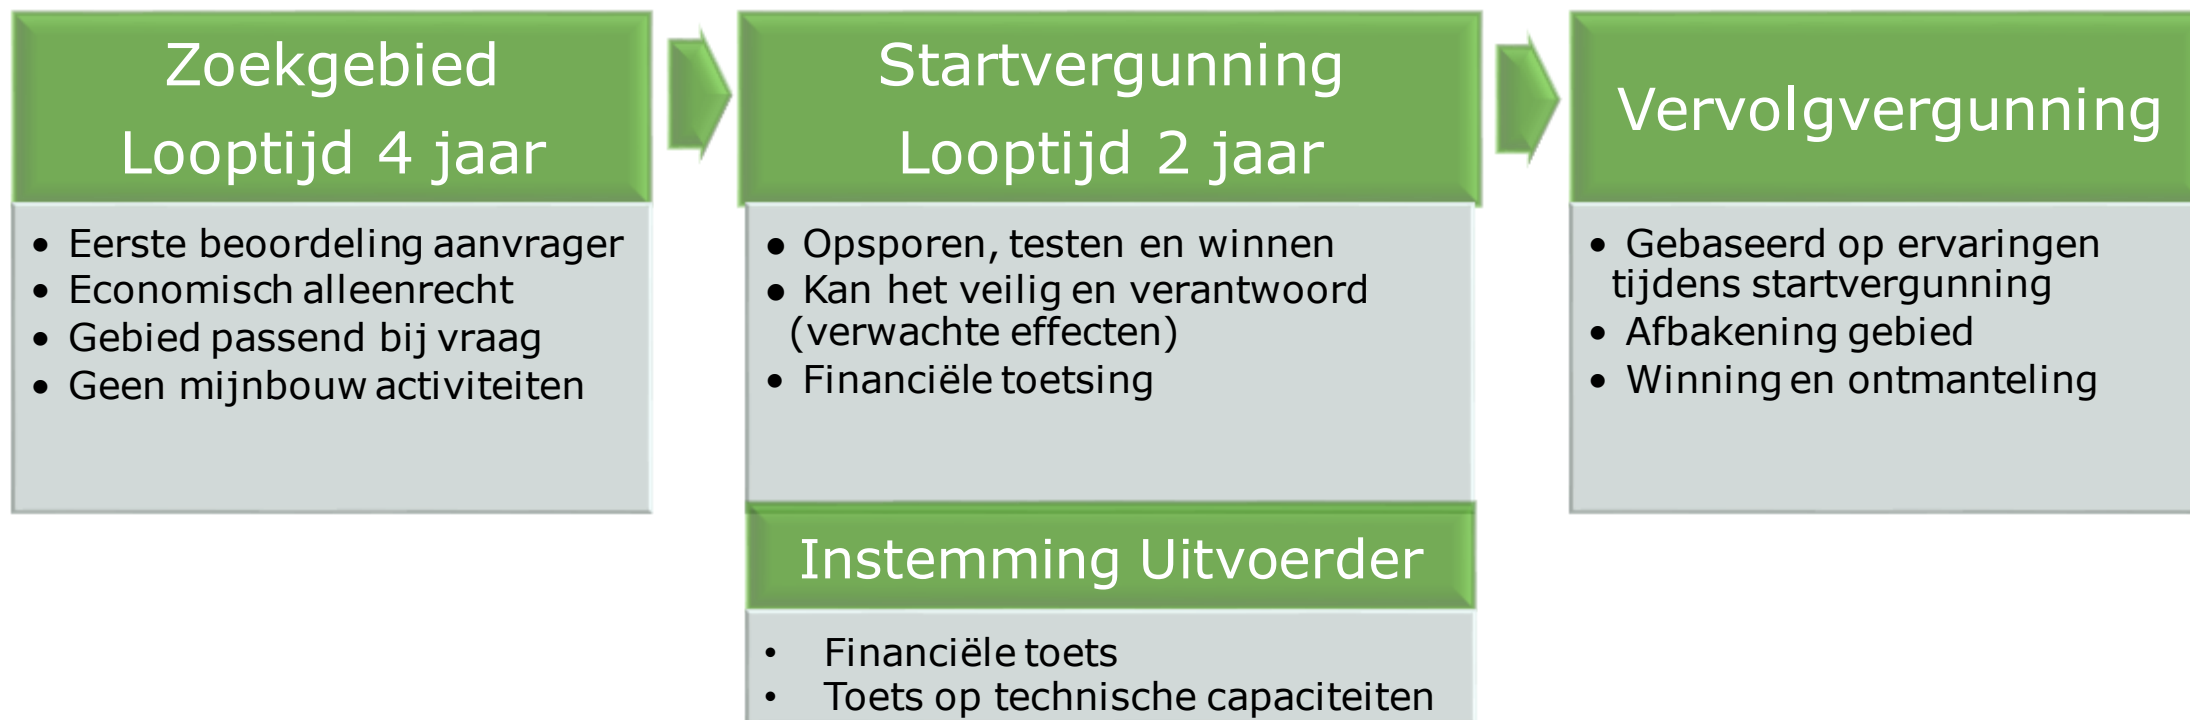 Zoekgebied
Looptijd 4 jaar
• Eerste beoordeling aanvrager
• Economisch alleenrecht
• Gebied passend bij vraag
• Geen mijnbouw activiteiten
Startvergunning
Looptijd 2 jaar
• Opsporen, testen en winnen
• Kan het veilig en verantwoord
(verwachte effecten)
• Financiële toetsing
Instemming Uitvoerder
• Financiële toets
• Toets op technische capaciteiten
Vervolgvergunning
• Gebaseerd op ervaringen
tijdens startvergunning
• Afbakening gebied
• Winning en ontmanteling